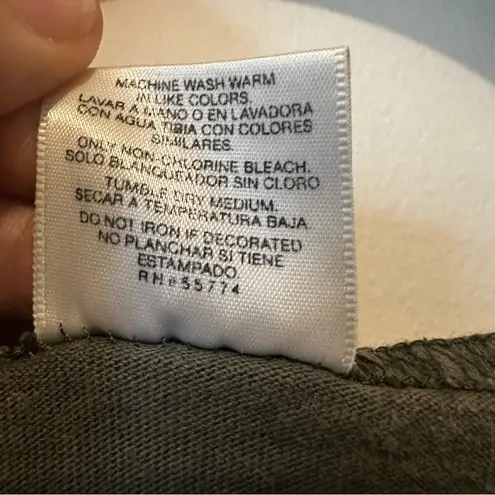 MACHINE WASH WARM
IN LIKE COLORS.
LAVAR A MANO O EN LAVADORA
CON AGUA TIBIA CON COLORES
SIMILARES.
ONLY NON-CHLORINE BLEACH.
SOLO BLANQUEADOR SIN CLORO
TUMBLE DRY MEDIUM.
SECAR A TEMPERATURA BAJA.
DO NOT IRON IF DECORATED
NO PLANCHAR SI TIENE
ESTAMPADO.
RN# 55774